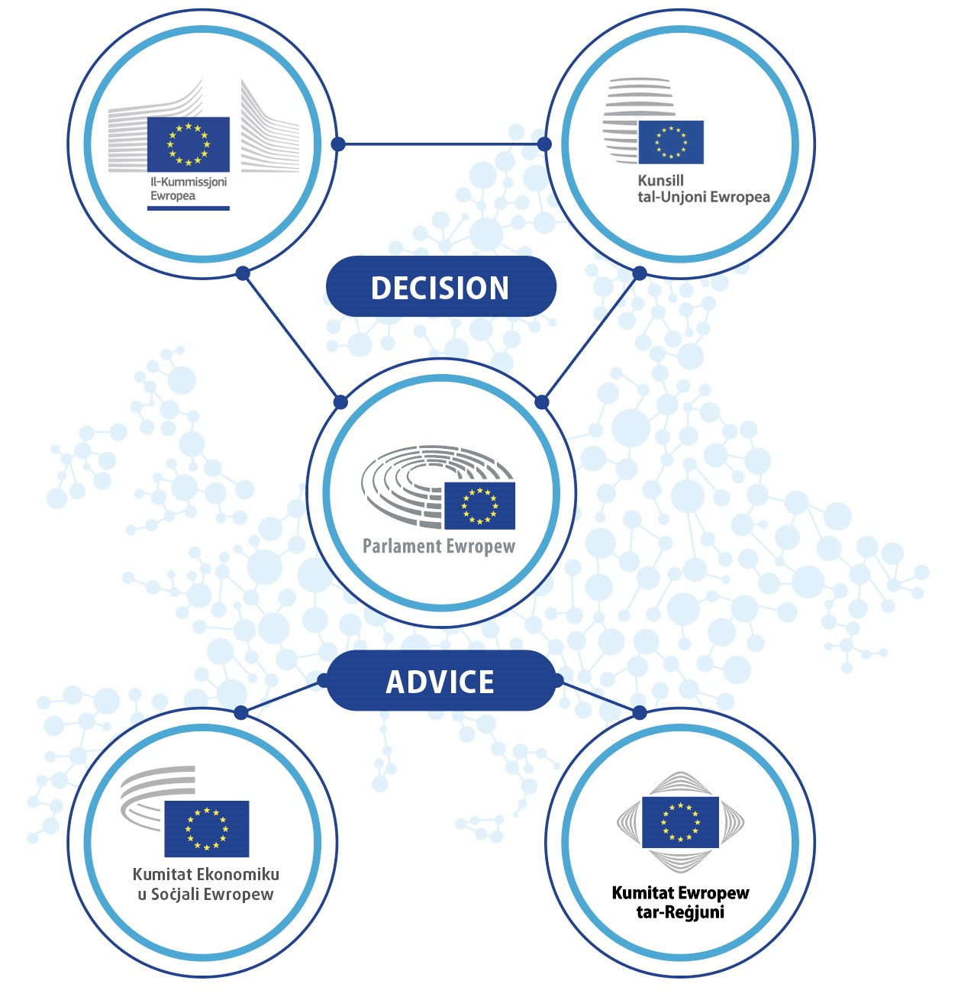 Il-Kummissjoni
Ewropea
Kunsill
tal-Unjoni Ewropea
DECISION
Parlament Ewropew
ADVICE
Kumitat Ekonomiku
u Soċjali Ewropew
Kumitat Ewropew
tar-Reġjuni